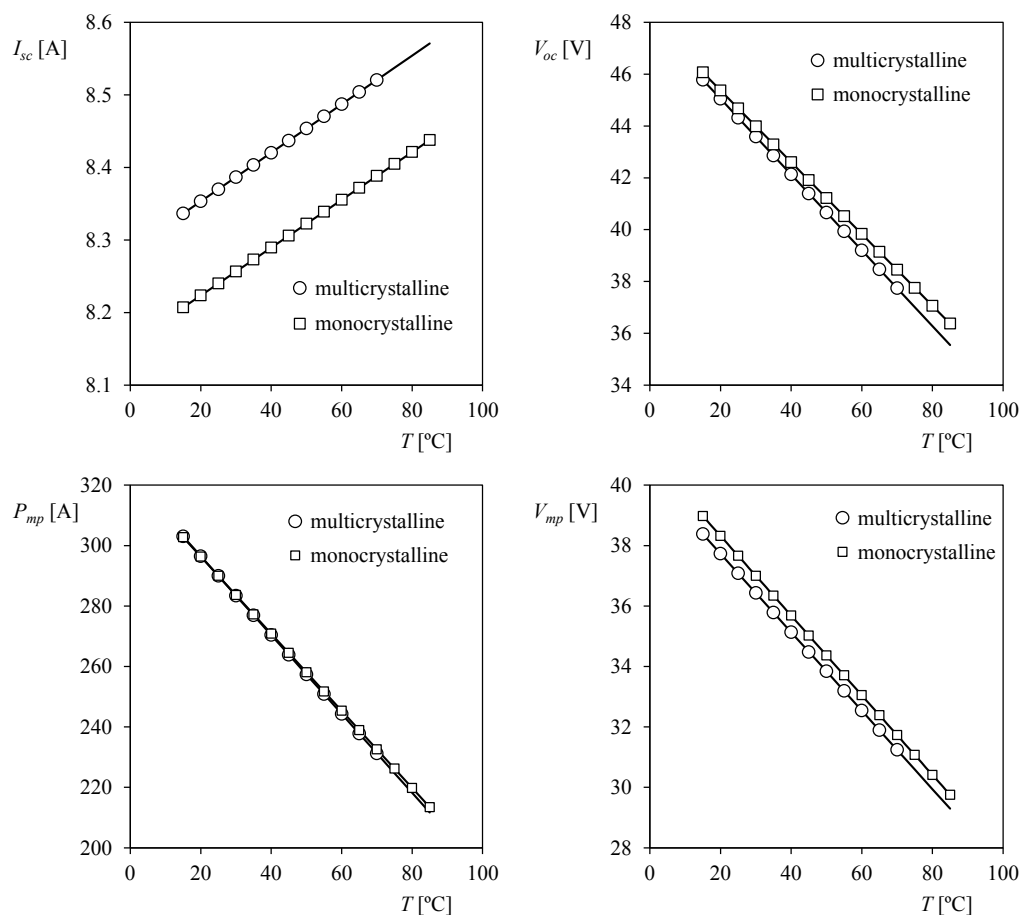 I_sc [A]
8.6
8.5
8.4
8.3
8.2
8.1
multicrystalline
monocrystalline
0 20 40 60 80 100
T [ºC]
V_oc [V]
48
46
44
42
40
38
36
34
multicrystalline
monocrystalline
0 20 40 60 80 100
T [ºC]
P_mp [A]
320
300
280
260
240
220
200
multicrystalline
monocrystalline
0 20 40 60 80 100
T [ºC]
V_mp [V]
40
38
36
34
32
30
28
multicrystalline
monocrystalline
0 20 40 60 80 100
T [ºC]